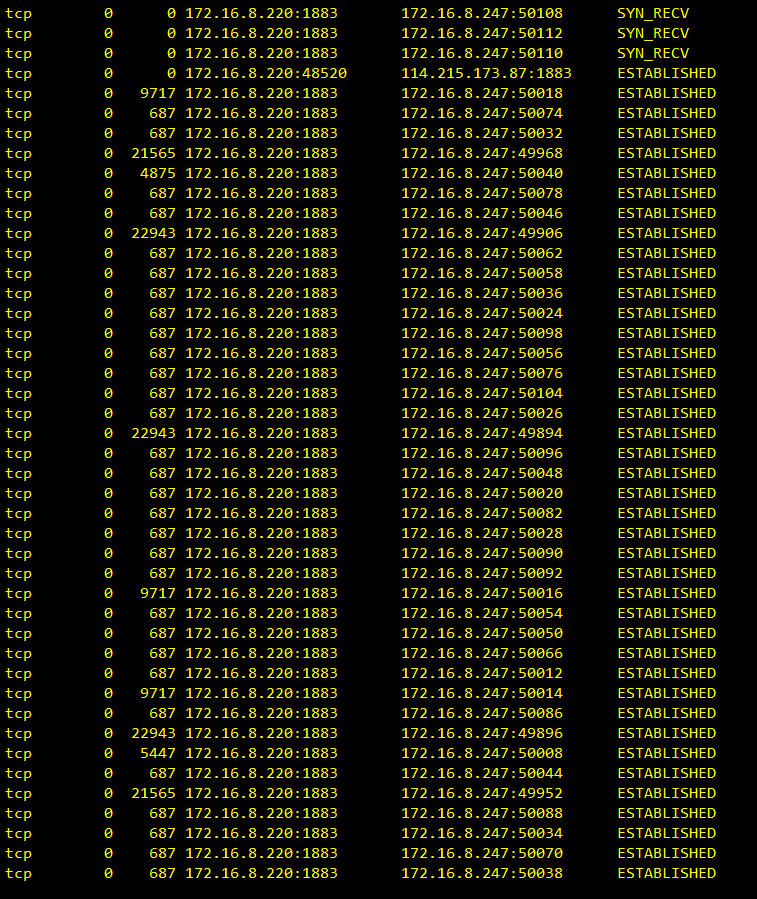 tcp 0 0 172.16.8.220:1883 172.16.8.247:50108 SYN_RECV
tcp 0 0 172.16.8.220:1883 172.16.8.247:50112 SYN_RECV
tcp 0 0 172.16.8.220:1883 172.16.8.247:50110 SYN_RECV
tcp 0 0 172.16.8.220:48520 114.215.173.87:1883 ESTABLISHED
tcp 0 9717 172.16.8.220:1883 172.16.8.247:50018 ESTABLISHED
tcp 0 687 172.16.8.220:1883 172.16.8.247:50074 ESTABLISHED
tcp 0 687 172.16.8.220:1883 172.16.8.247:50032 ESTABLISHED
tcp 0 21565 172.16.8.220:1883 172.16.8.247:49968 ESTABLISHED
tcp 0 4875 172.16.8.220:1883 172.16.8.247:50040 ESTABLISHED
tcp 0 687 172.16.8.220:1883 172.16.8.247:50078 ESTABLISHED
tcp 0 687 172.16.8.220:1883 172.16.8.247:50046 ESTABLISHED
tcp 0 22943 172.16.8.220:1883 172.16.8.247:49906 ESTABLISHED
tcp 0 687 172.16.8.220:1883 172.16.8.247:50062 ESTABLISHED
tcp 0 687 172.16.8.220:1883 172.16.8.247:50058 ESTABLISHED
tcp 0 687 172.16.8.220:1883 172.16.8.247:50036 ESTABLISHED
tcp 0 687 172.16.8.220:1883 172.16.8.247:50024 ESTABLISHED
tcp 0 687 172.16.8.220:1883 172.16.8.247:50098 ESTABLISHED
tcp 0 687 172.16.8.220:1883 172.16.8.247:50056 ESTABLISHED
tcp 0 687 172.16.8.220:1883 172.16.8.247:50076 ESTABLISHED
tcp 0 687 172.16.8.220:1883 172.16.8.247:50104 ESTABLISHED
tcp 0 687 172.16.8.220:1883 172.16.8.247:50026 ESTABLISHED
tcp 0 22943 172.16.8.220:1883 172.16.8.247:49894 ESTABLISHED
tcp 0 687 172.16.8.220:1883 172.16.8.247:50096 ESTABLISHED
tcp 0 687 172.16.8.220:1883 172.16.8.247:50048 ESTABLISHED
tcp 0 687 172.16.8.220:1883 172.16.8.247:50020 ESTABLISHED
tcp 0 687 172.16.8.220:1883 172.16.8.247:50082 ESTABLISHED
tcp 0 687 172.16.8.220:1883 172.16.8.247:50028 ESTABLISHED
tcp 0 687 172.16.8.220:1883 172.16.8.247:50090 ESTABLISHED
tcp 0 687 172.16.8.220:1883 172.16.8.247:50092 ESTABLISHED
tcp 0 9717 172.16.8.220:1883 172.16.8.247:50016 ESTABLISHED
tcp 0 687 172.16.8.220:1883 172.16.8.247:50054 ESTABLISHED
tcp 0 687 172.16.8.220:1883 172.16.8.247:50050 ESTABLISHED
tcp 0 687 172.16.8.220:1883 172.16.8.247:50066 ESTABLISHED
tcp 0 687 172.16.8.220:1883 172.16.8.247:50012 ESTABLISHED
tcp 0 9717 172.16.8.220:1883 172.16.8.247:50014 ESTABLISHED
tcp 0 687 172.16.8.220:1883 172.16.8.247:50086 ESTABLISHED
tcp 0 22943 172.16.8.220:1883 172.16.8.247:49896 ESTABLISHED
tcp 0 5447 172.16.8.220:1883 172.16.8.247:50008 ESTABLISHED
tcp 0 687 172.16.8.220:1883 172.16.8.247:50044 ESTABLISHED
tcp 0 21565 172.16.8.220:1883 172.16.8.247:49952 ESTABLISHED
tcp 0 687 172.16.8.220:1883 172.16.8.247:50088 ESTABLISHED
tcp 0 687 172.16.8.220:1883 172.16.8.247:50034 ESTABLISHED
tcp 0 687 172.16.8.220:1883 172.16.8.247:50070 ESTABLISHED
tcp 0 687 172.16.8.220:1883 172.16.8.247:50038 ESTABLISHED